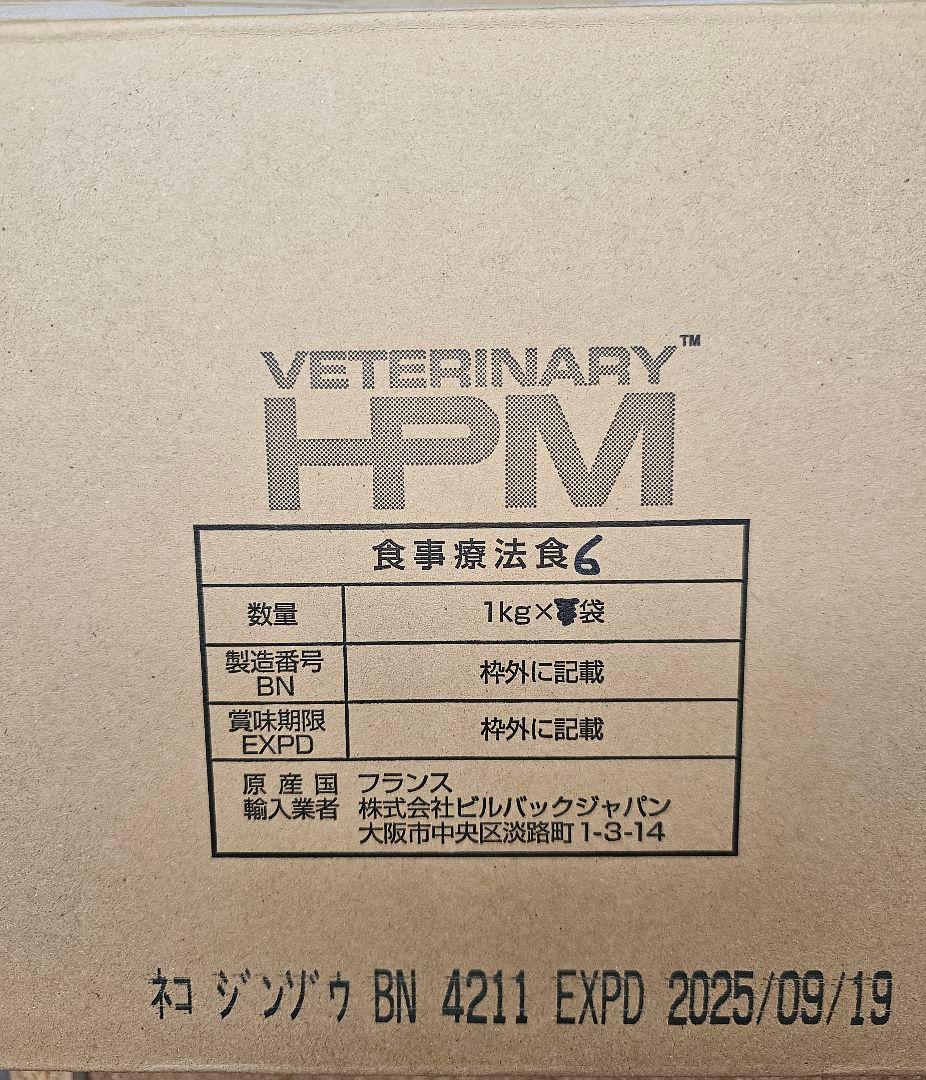 VETERINARY™
HPM
食事療法食6
数量 1kg×袋
製造番号 BN 枠外に記載
賞味期限 EXPD 枠外に記載
原産国 フランス
輸入業者 株式会社ビルバックジャパン
大阪市中央区淡路町1-3-14
ネコ ジンゾウ BN 4211 EXPD 2025/09/19